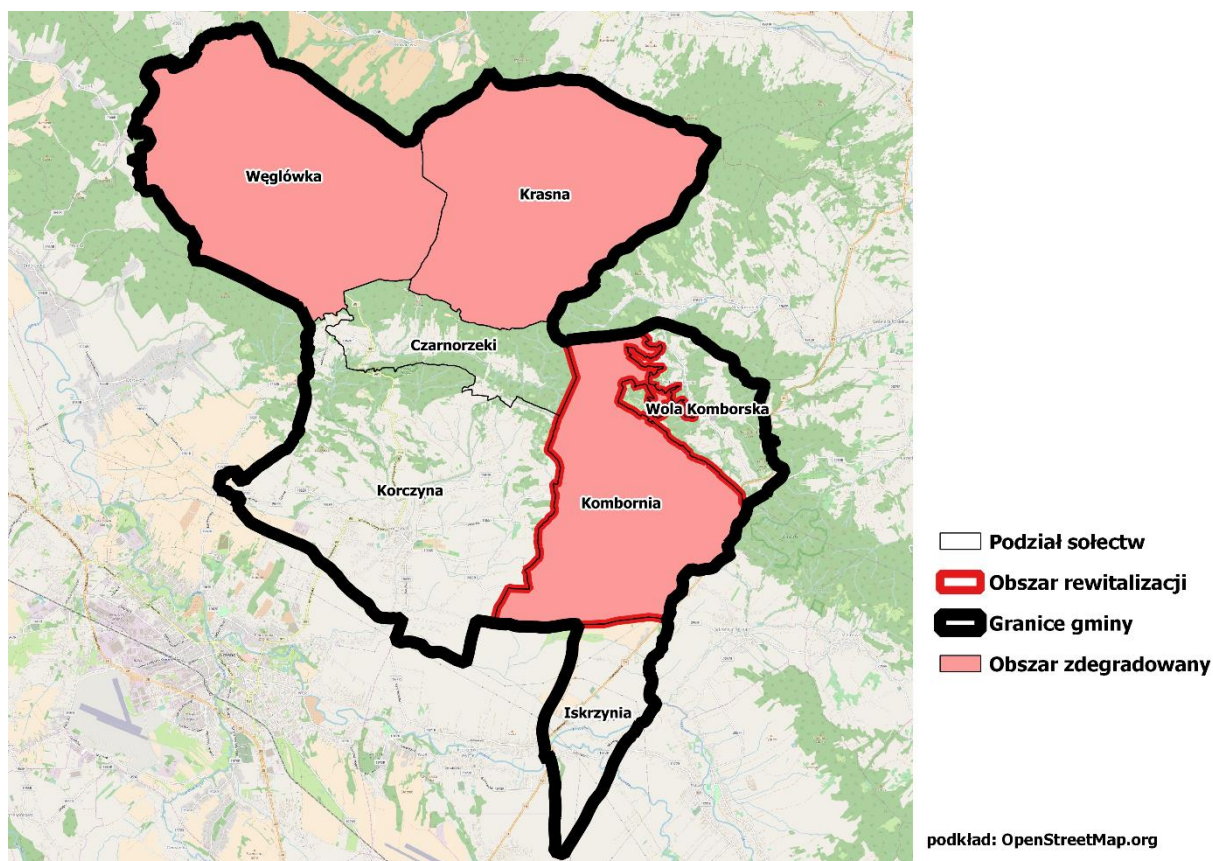 Węglówka
Krasna
Czarnorzeki
Wola Komborska
Korczyna
Kombornia
Iskrzynia
Podział sołectw
Obszar rewitalizacji
Granice gminy
Obszar zdegradowany
podkład: OpenStreetMap.org